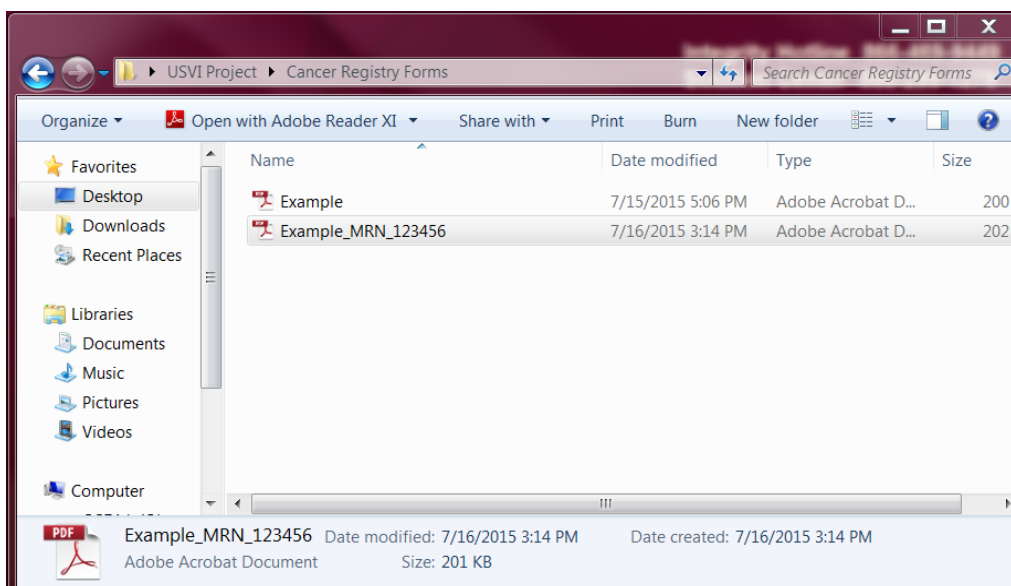 USVI Project ▸ Cancer Registry Forms
Search Cancer Registry Forms
Organize Open with Adobe Reader XI Share with Print Burn New folder
Favorites
Desktop
Downloads
Recent Places
Libraries
Documents
Music
Pictures
Videos
Computer
Name Date modified Type Size
Example 7/15/2015 5:06 PM Adobe Acrobat D... 200
Example_MRN_123456 7/16/2015 3:14 PM Adobe Acrobat D... 202
PDF
Example_MRN_123456 Date modified: 7/16/2015 3:14 PM Date created: 7/16/2015 3:14 PM
Adobe Acrobat Document Size: 201 KB